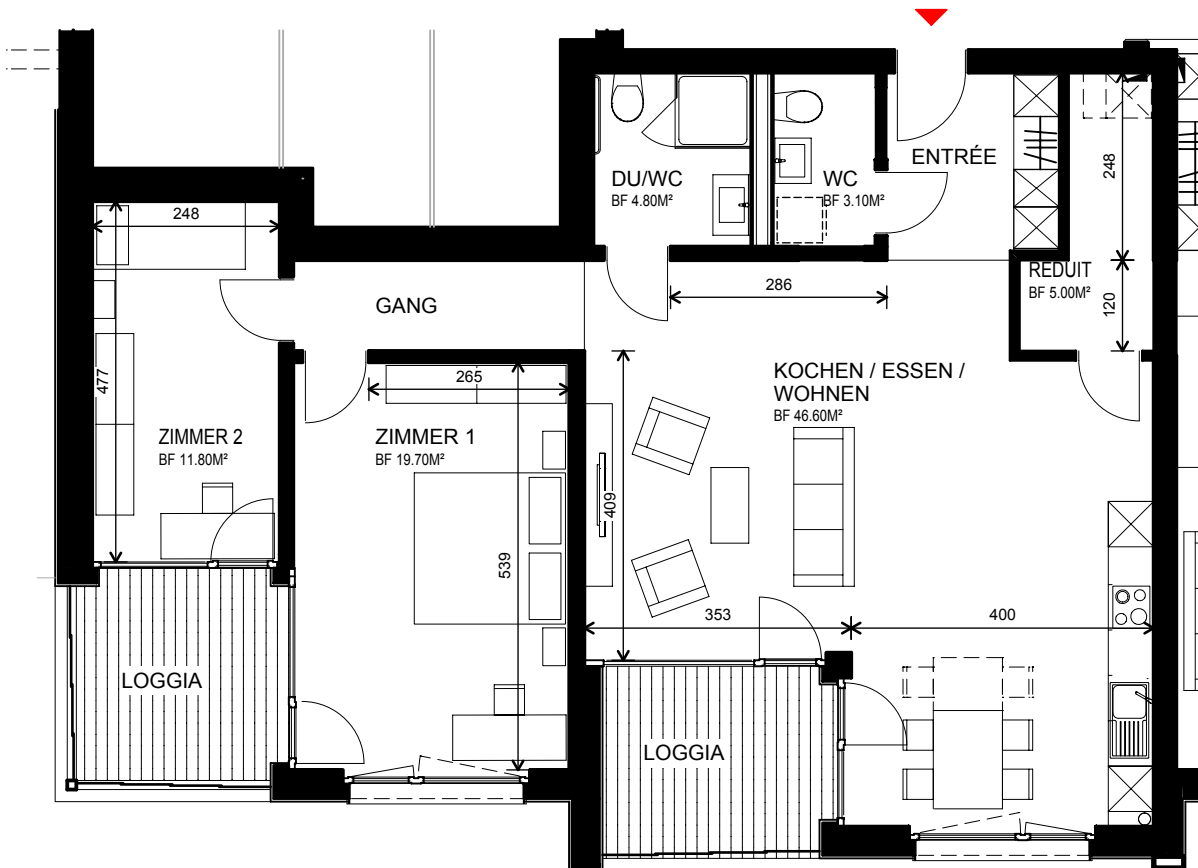 ENTRÉE
DU/WC
BF 4.80M²
WC
BF 3.10M²
248
248
REDUIT
BF 5.00M²
120
286
GANG
477
265
KOCHEN / ESSEN /
WOHNEN
BF 46.60M²
ZIMMER 2
BF 11.80M²
ZIMMER 1
BF 19.70M²
409
539
353
400
LOGGIA
LOGGIA